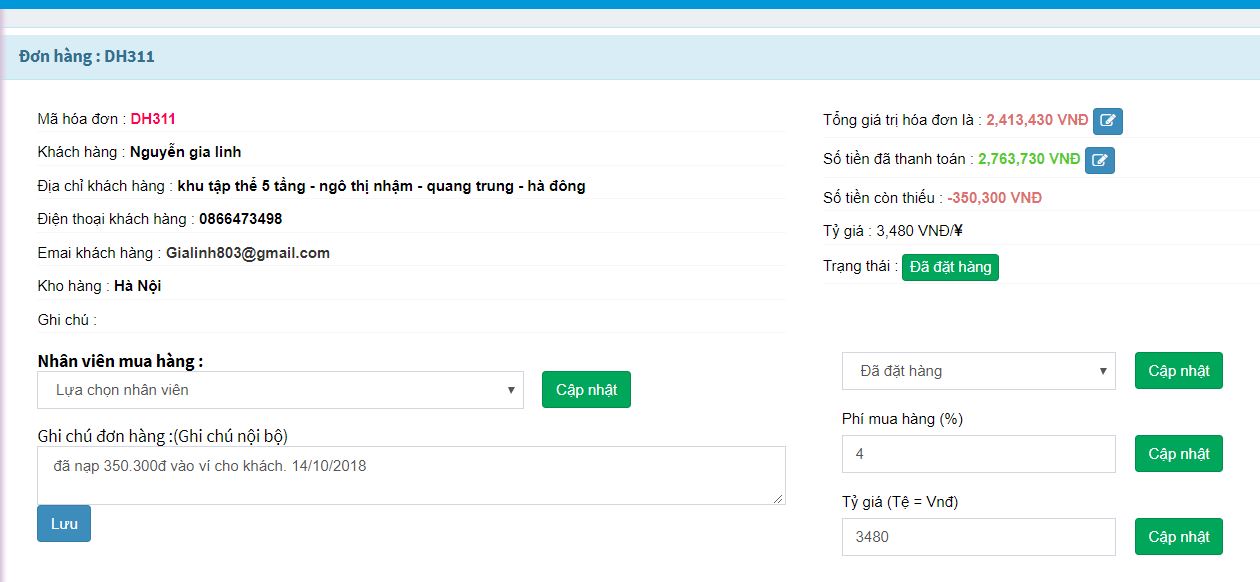 Đơn hàng : DH311
Mã hóa đơn : DH311
Khách hàng : Nguyễn gia linh
Địa chỉ khách hàng : khu tập thể 5 tầng - ngô thị nhậm - quang trung - hà đông
Điện thoại khách hàng : 0866473498
Emai khách hàng : Gialinh803@gmail.com
Kho hàng : Hà Nội
Ghi chú :
Tổng giá trị hóa đơn là : 2,413,430 VNĐ
Số tiền đã thanh toán : 2,763,730 VNĐ
Số tiền còn thiếu : -350,300 VNĐ
Tỷ giá : 3,480 VNĐ/¥
Trạng thái : Đã đặt hàng
Nhân viên mua hàng :
Lựa chọn nhân viên
Cập nhật
Ghi chú đơn hàng :(Ghi chú nội bộ)
đã nạp 350.300đ vào ví cho khách. 14/10/2018
Lưu
Đã đặt hàng
Cập nhật
Phí mua hàng (%)
4
Cập nhật
Tỷ giá (Tệ = Vnđ)
3480
Cập nhật